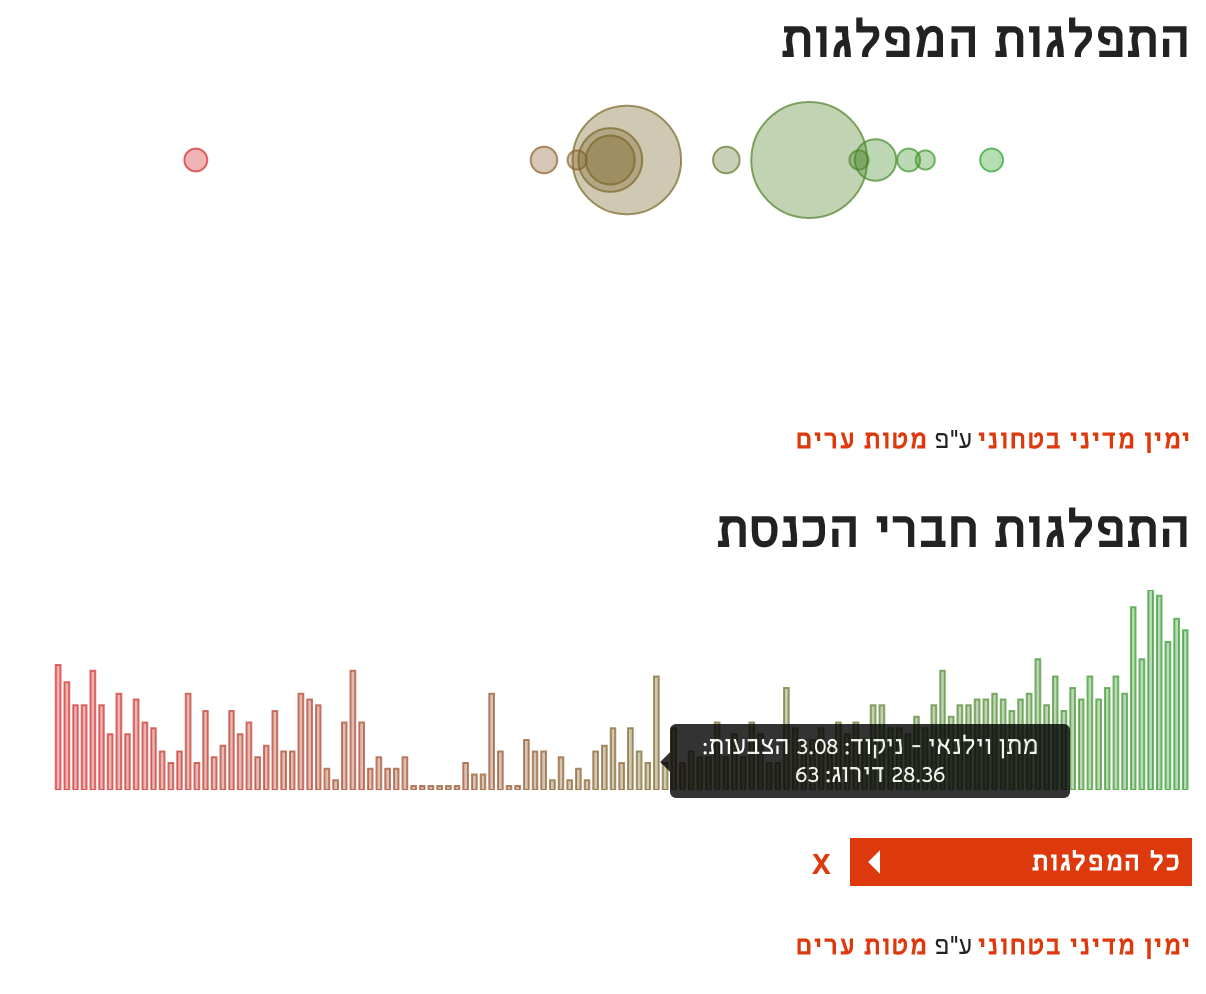 התפלגות המפלגות
ימין מדיני בטחוני ע"פ מטות ערים
התפלגות חברי הכנסת
מתן וילנאי - ניקוד: 3.08 הצבעות:
28.36 דירוג: 63
כל המפלגות X
ימין מדיני בטחוני ע"פ מטות ערים